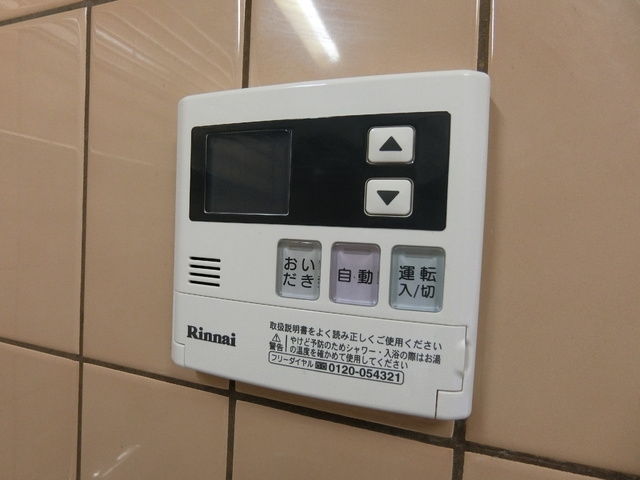 おい
だき
自動
運転
入/切
Rinnai
取扱説明書をよく読み正しくご使用ください
警告
やけど予防のためシャワー・入浴の際はお湯
の温度を確かめて使用してください
フリーダイヤル 0120-054321